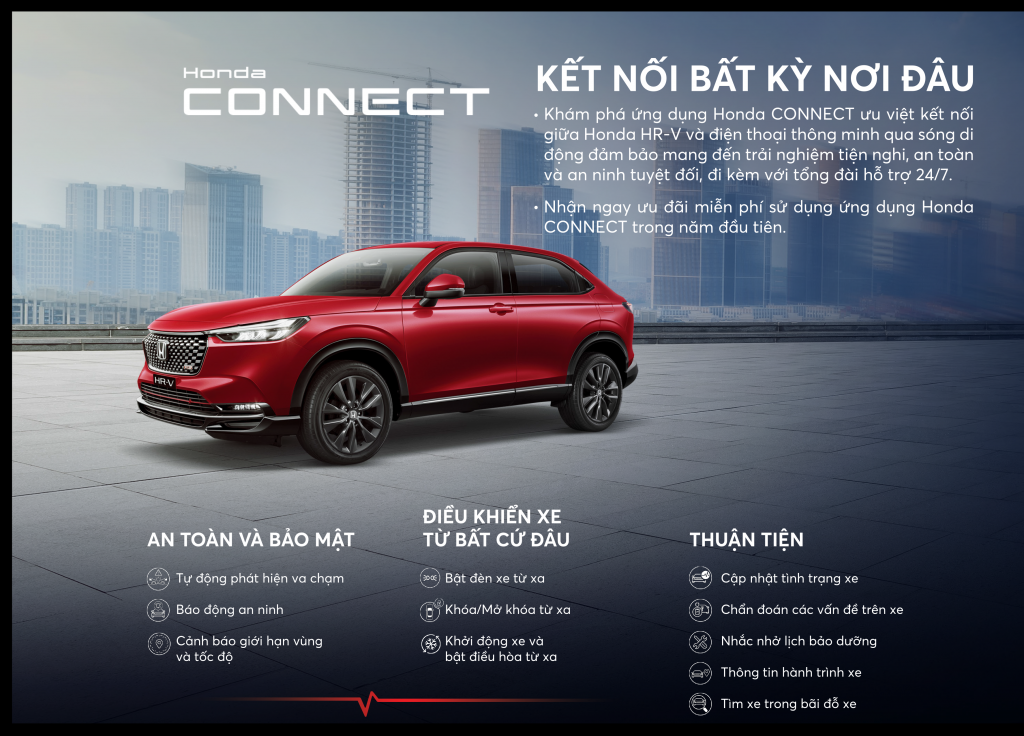 Honda
CONNECT
KẾT NỐI BẤT KỲ NƠI ĐÂU
• Khám phá ứng dụng Honda CONNECT ưu việt kết nối
giữa Honda HR-V và điện thoại thông minh qua sóng di
động đảm bảo mang đến trải nghiệm tiện nghi, an toàn
và an ninh tuyệt đối, đi kèm với tổng đài hỗ trợ 24/7.
• Nhận ngay ưu đãi miễn phí sử dụng ứng dụng Honda
CONNECT trong năm đầu tiên.
HR-V
AN TOÀN VÀ BẢO MẬT
Tự động phát hiện va chạm
Báo động an ninh
Cảnh báo giới hạn vùng
và tốc độ
ĐIỀU KHIỂN XE
TỪ BẤT CỨ ĐÂU
Bật đèn xe từ xa
Khóa/Mở khóa từ xa
Khởi động xe và
bật điều hòa từ xa
THUẬN TIỆN
Cập nhật tình trạng xe
Chẩn đoán các vấn đề trên xe
Nhắc nhở lịch bảo dưỡng
Thông tin hành trình xe
Tìm xe trong bãi đỗ xe